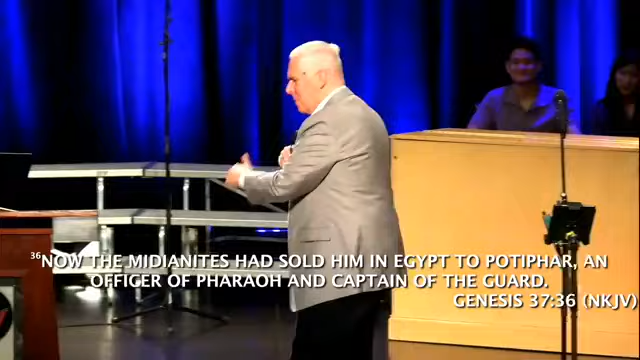 ³⁶NOW THE MIDIANITES HAD SOLD HIM IN EGYPT TO POTIPHAR, AN
OFFICER OF PHARAOH AND CAPTAIN OF THE GUARD.
GENESIS 37:36 (NKJV)